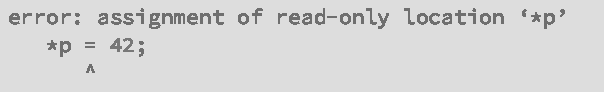 error: assignment of read-only location ‘*p’
*p = 42;
^